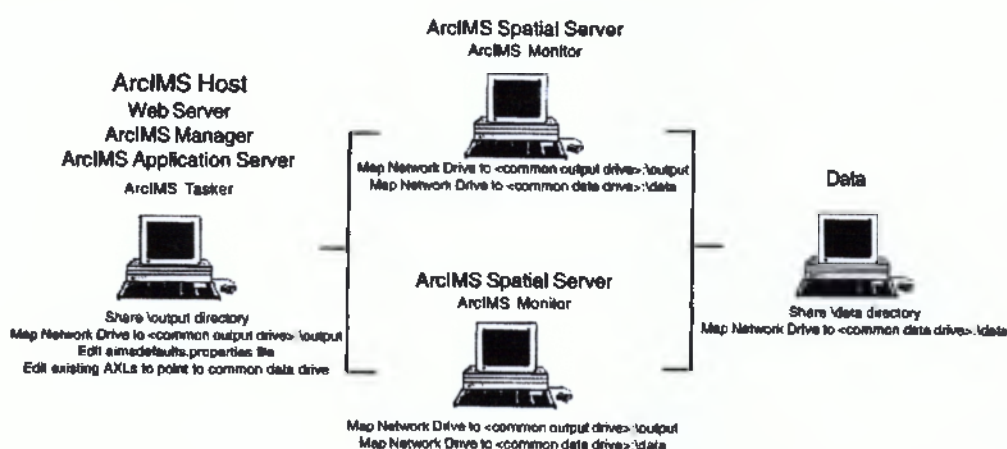 ArcIMS Host
Web Server
ArcIMS Manager
ArcIMS Application Server
ArcIMS Tasker
Share \output directory
Map Network Drive to <common output drive>:\output
Edit aimsdefaults.properties file
Edit existing AXLs to point to common data drive
ArcIMS Spatial Server
ArcIMS Monitor
Map Network Drive to <common output drive>:\output
Map Network Drive to <common data drive>:\data
ArcIMS Spatial Server
ArcIMS Monitor
Map Network Drive to <common output drive>:\output
Map Network Drive to <common data drive>:\data
Data
Share \data directory
Map Network Drive to <common data drive>:\data